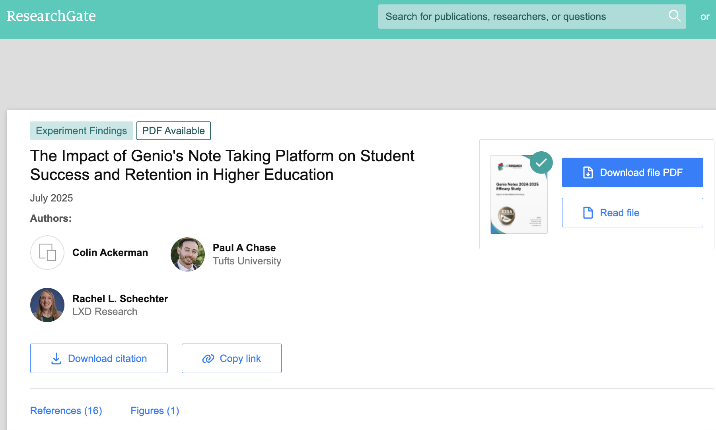 ResearchGate
Search for publications, researchers, or questions
or
Experiment Findings
PDF Available
The Impact of Genio's Note Taking Platform on Student
Success and Retention in Higher Education
July 2025
Authors:
Colin Ackerman
Paul A Chase
Tufts University
Rachel L. Schechter
LXD Research
Download citation
Copy link
References (16)
Figures (1)
Genio Notes 2024-2025
Efficacy Study
Download file PDF
Read file